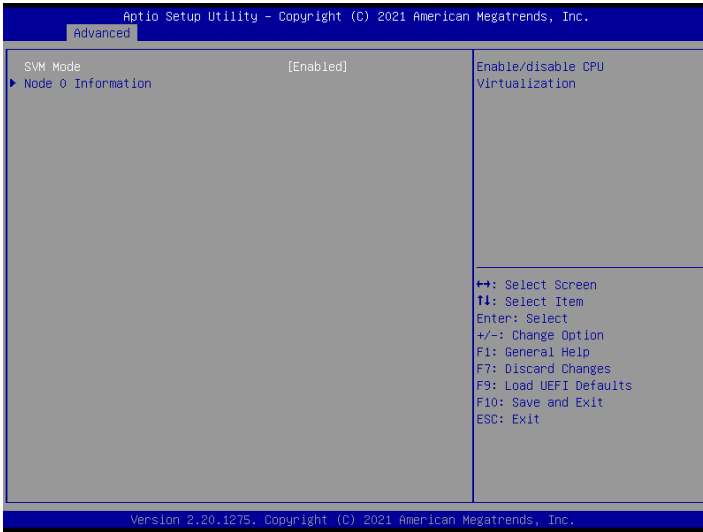 Aptio Setup Utility – Copyright (C) 2021 American Megatrends, Inc.
Advanced
SVM Mode [Enabled]
Node 0 Information
Enable/disable CPU
Virtualization
↔: Select Screen
↑↓: Select Item
Enter: Select
+/-: Change Option
F1: General Help
F7: Discard Changes
F9: Load UEFI Defaults
F10: Save and Exit
ESC: Exit
Version 2.20.1275. Copyright (C) 2021 American Megatrends, Inc.